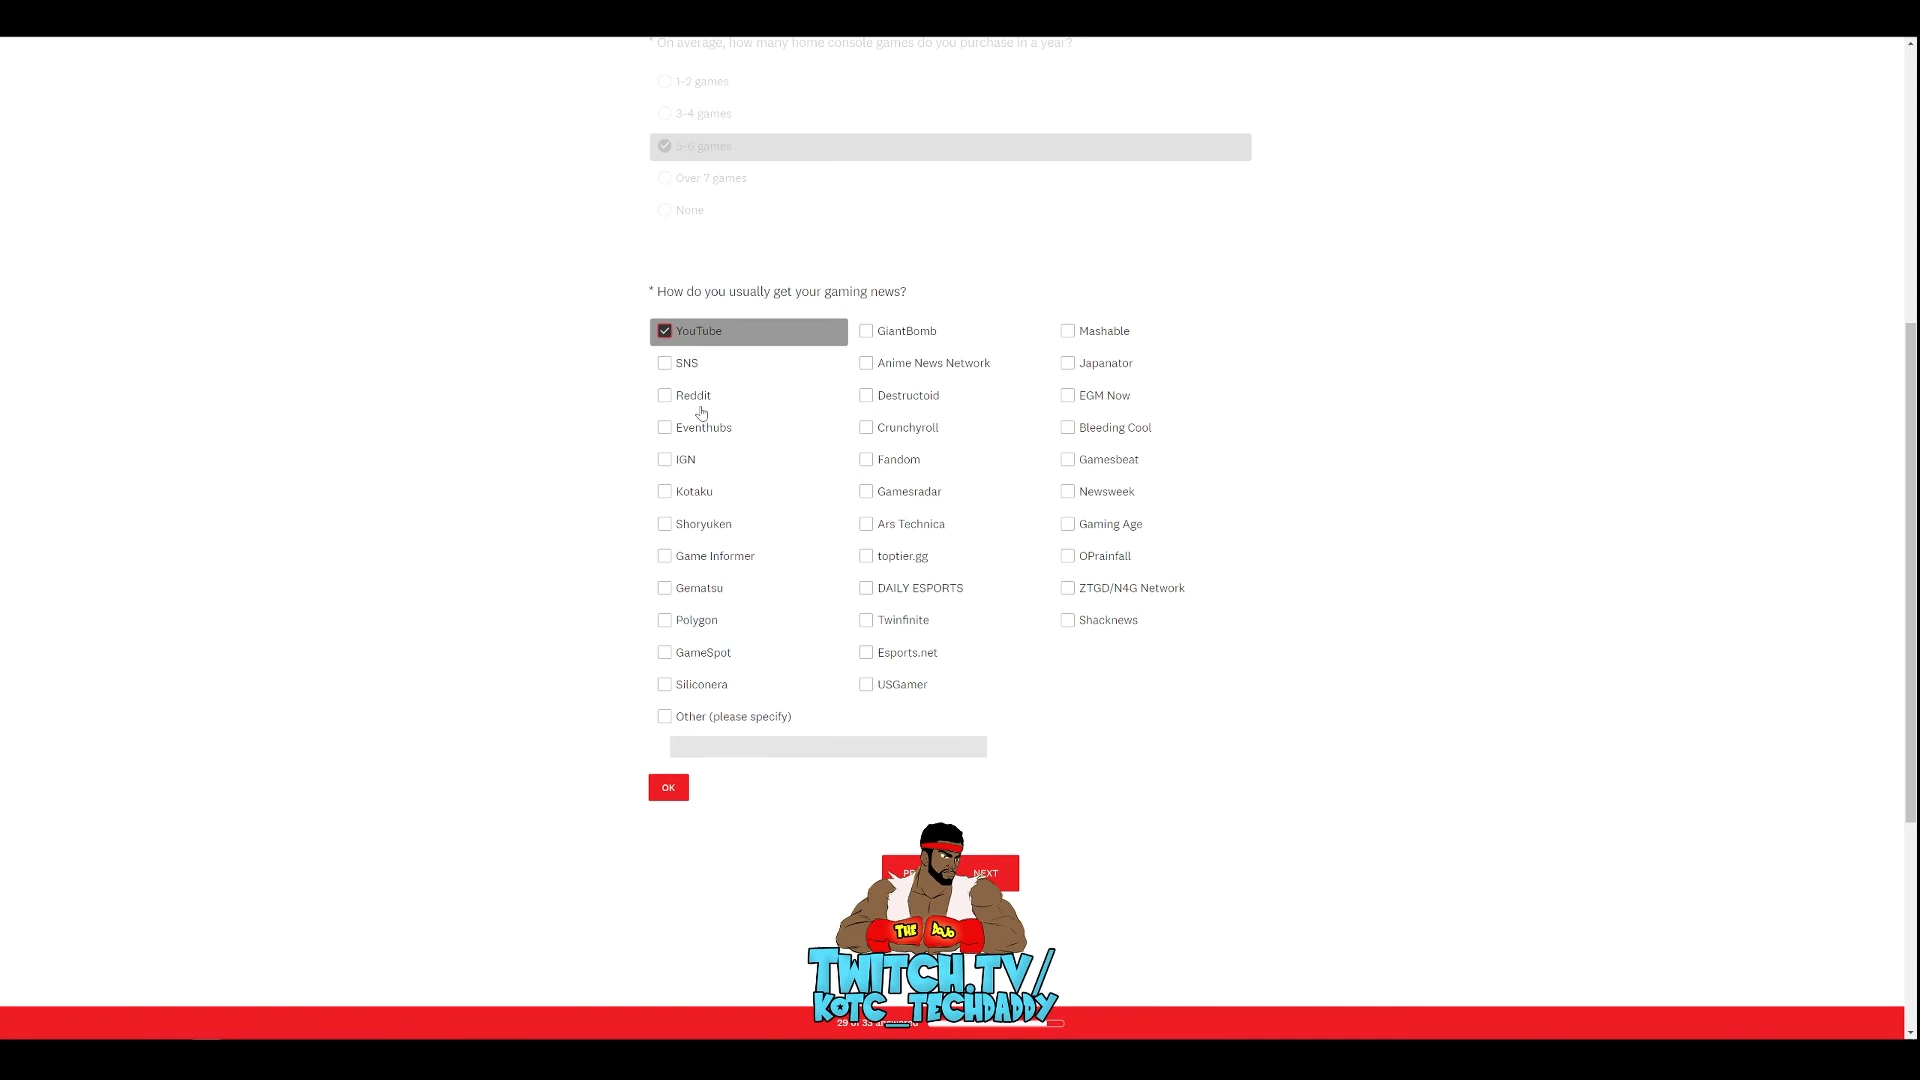 * On average, how many home console games do you purchase in a year?
1-2 games
3-4 games
5-6 games
Over 7 games
None
* How do you usually get your gaming news?
YouTube
SNS
Reddit
Eventhubs
IGN
Kotaku
Shoryuken
Game Informer
Gematsu
Polygon
GameSpot
Siliconera
Other (please specify)
GiantBomb
Anime News Network
Destructoid
Crunchyroll
Fandom
Gamesradar
Ars Technica
toptier.gg
DAILY ESPORTS
Twinfinite
Esports.net
USGamer
Mashable
Japanator
EGM Now
Bleeding Cool
Gamesbeat
Newsweek
Gaming Age
OPrainfall
ZTGD/N4G Network
Shacknews
OK
NEXT
THE DOJO
TWITCH.TV/
KOTC_TECHDADDY
29 of 33 answered